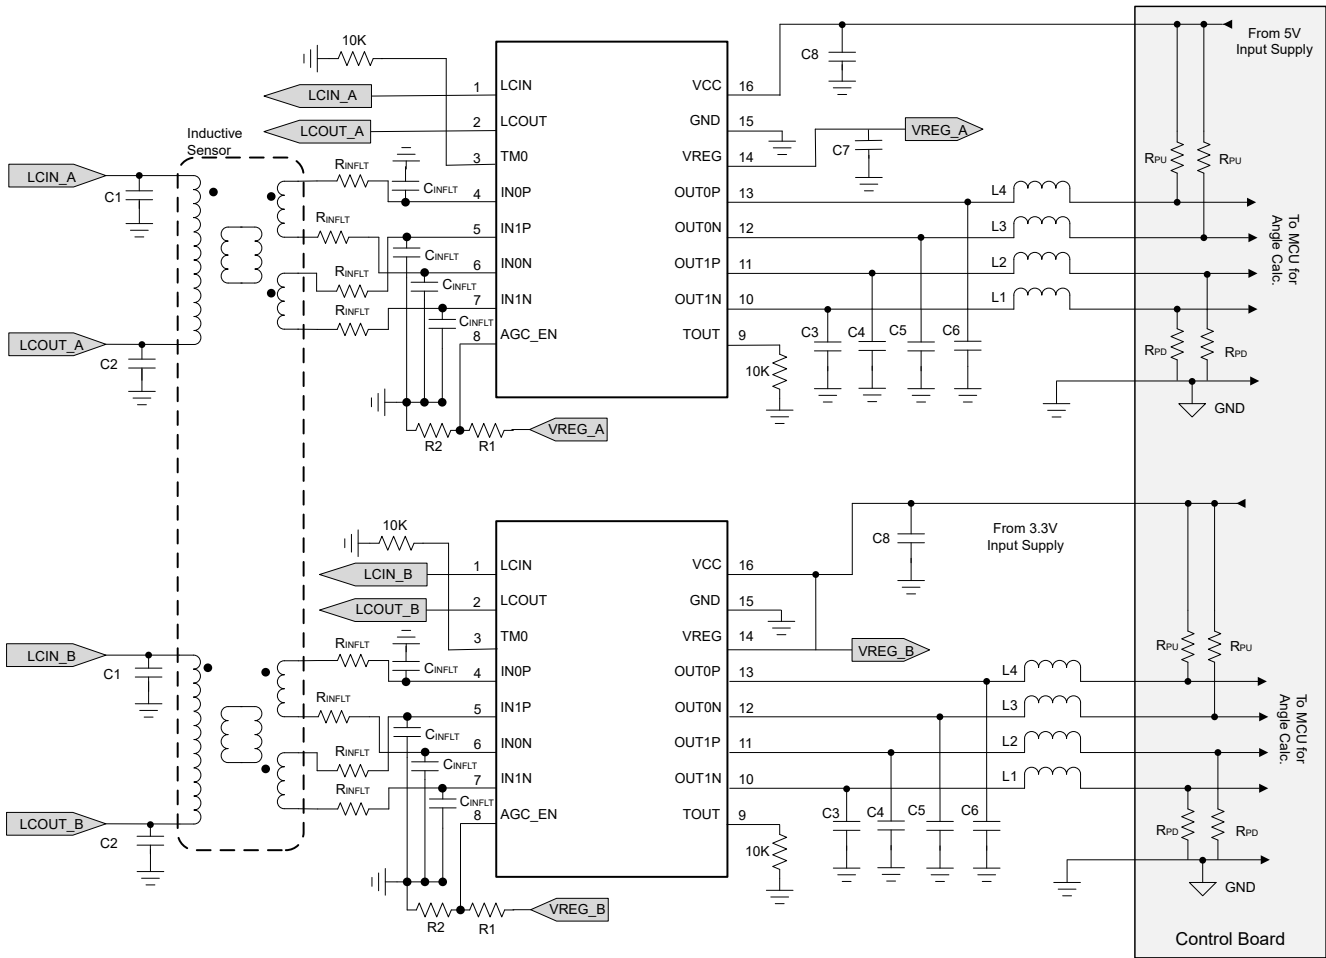 10K
LCIN_A
LCOUT_A
Inductive
Sensor
LCIN_A
C1
LCOUT_A
C2
RINFLT
RINFLT
RINFLT
RINFLT
CINFLT
CINFLT
CINFLT
CINFLT
1 LCIN
2 LCOUT
3 TM0
4 IN0P
5 IN1P
6 IN0N
7 IN1N
8 AGC_EN
VCC 16
GND 15
VREG 14
OUT0P 13
OUT0N 12
OUT1P 11
OUT1N 10
TOUT 9
R2
R1
VREG_A
C8
C7
VREG_A
L4
L3
L2
L1
C3
C4
C5
C6
10K
From 5V
Input Supply
RPU
RPU
To MCU for
Angle Calc.
RPD
RPD
GND
10K
LCIN_B
LCOUT_B
LCIN_B
C1
LCOUT_B
C2
RINFLT
RINFLT
RINFLT
RINFLT
CINFLT
CINFLT
CINFLT
CINFLT
1 LCIN
2 LCOUT
3 TM0
4 IN0P
5 IN1P
6 IN0N
7 IN1N
8 AGC_EN
VCC 16
GND 15
VREG 14
OUT0P 13
OUT0N 12
OUT1P 11
OUT1N 10
TOUT 9
R2
R1
VREG_B
C8
From 3.3V
Input Supply
VREG_B
L4
L3
L2
L1
C3
C4
C5
C6
10K
RPU
RPU
To MCU for
Angle Calc.
RPD
RPD
GND
Control Board